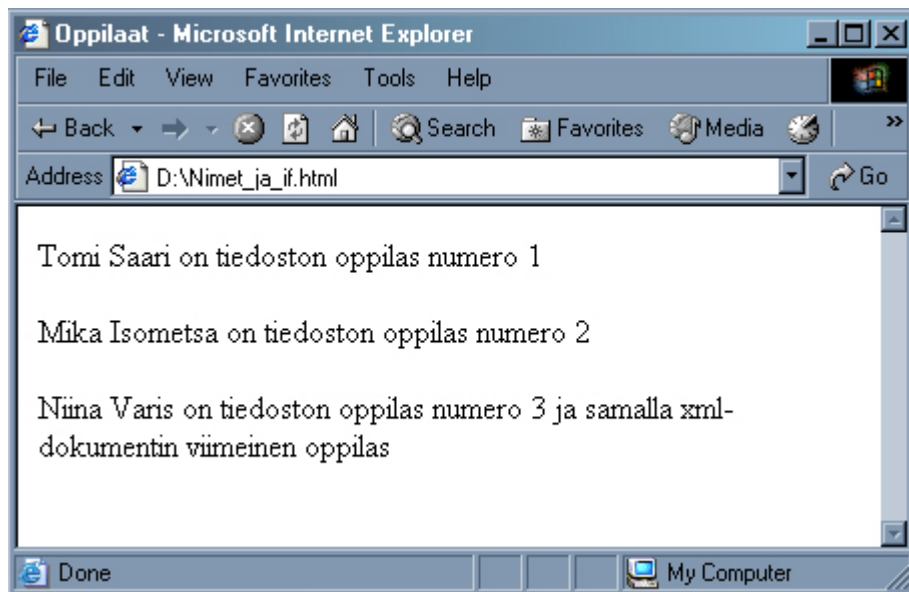 Oppilaat - Microsoft Internet Explorer
File Edit View Favorites Tools Help
Back Search Favorites Media »
Address D:\Nimet_ja_if.html Go
Tomi Saari on tiedoston oppilas numero 1
Mika Isometsa on tiedoston oppilas numero 2
Niina Varis on tiedoston oppilas numero 3 ja samalla xml-
dokumentin viimeinen oppilas
Done My Computer